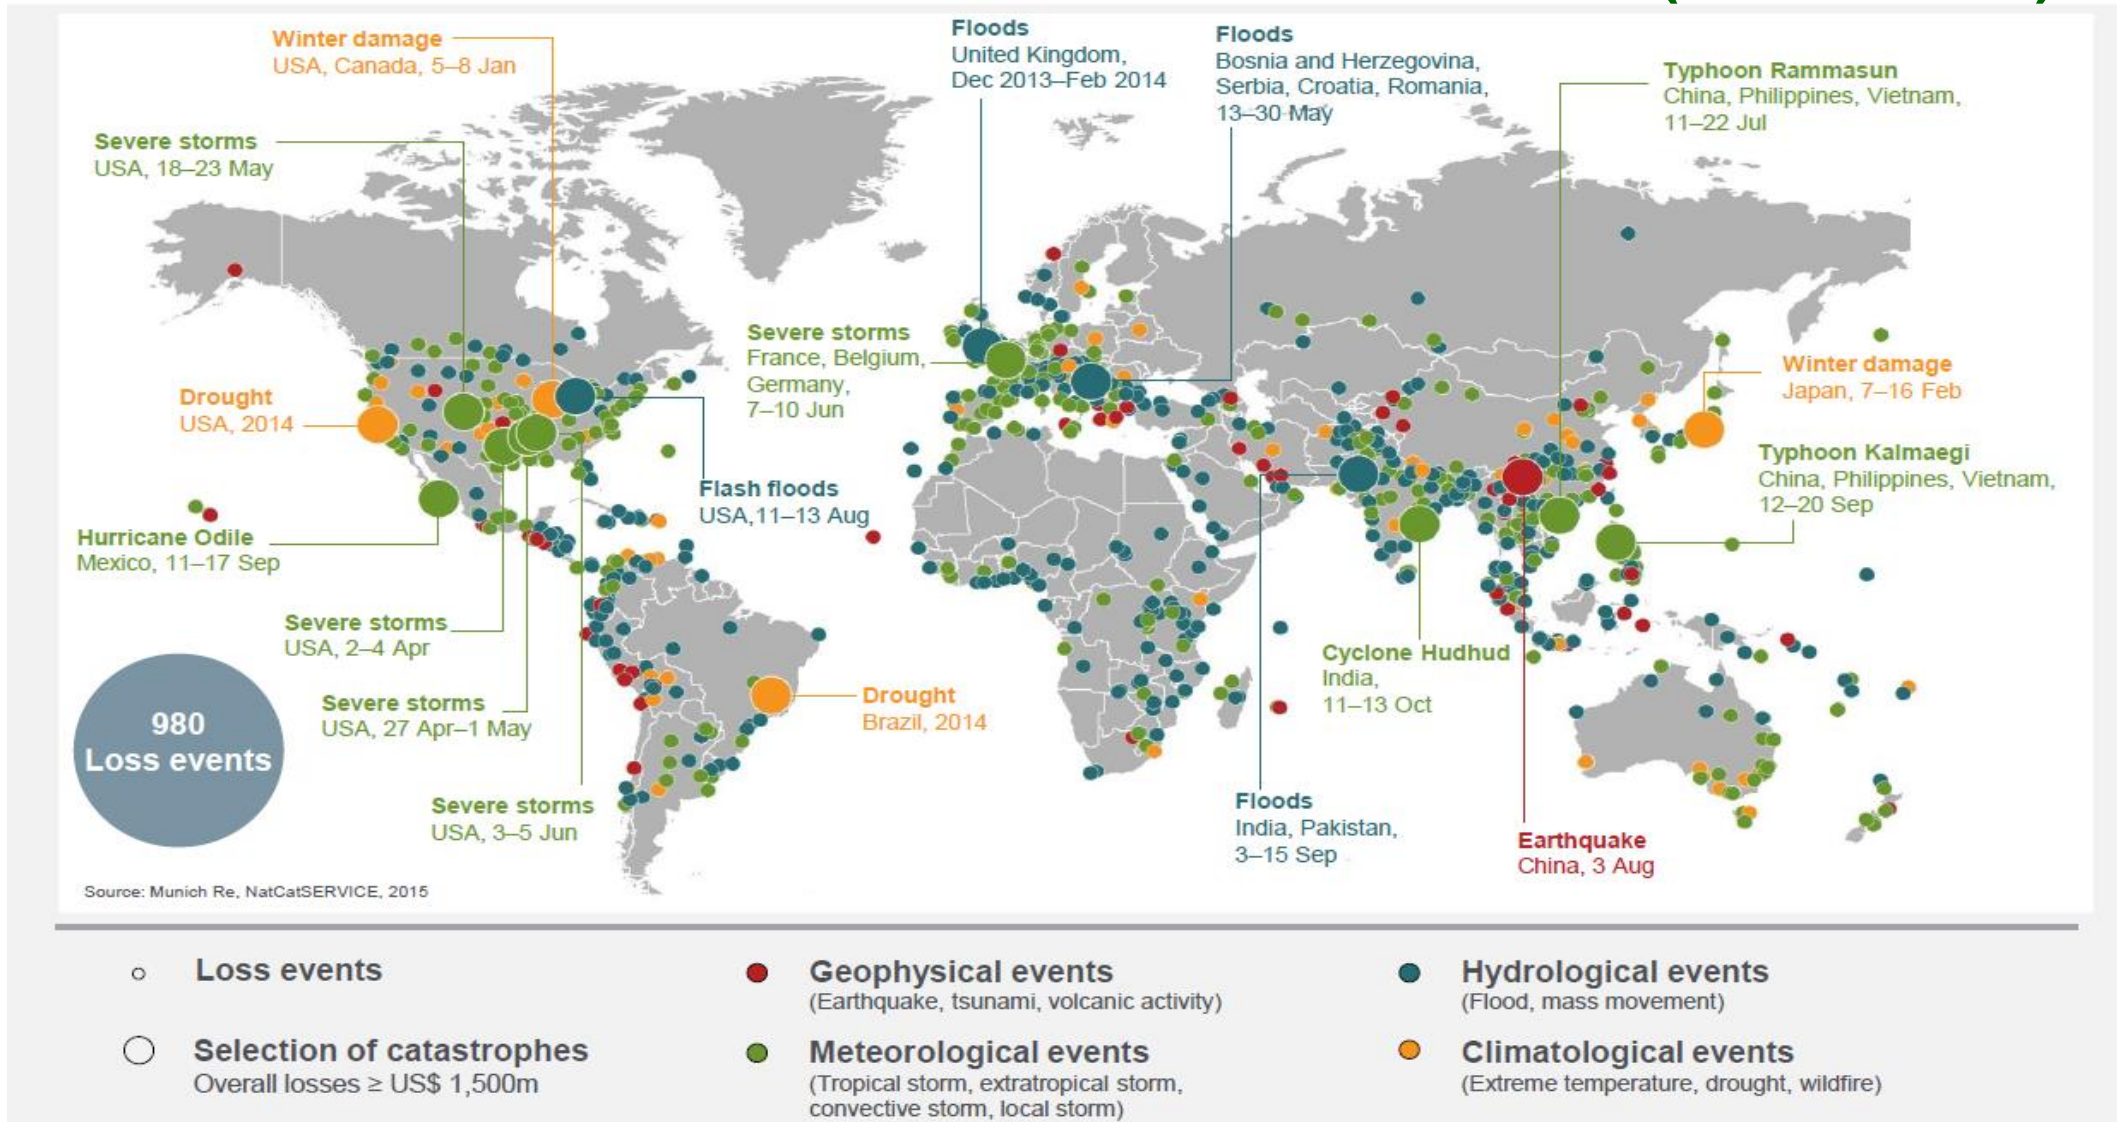 Winter damage
USA, Canada, 5–8 Jan
Floods
United Kingdom,
Dec 2013–Feb 2014
Floods
Bosnia and Herzegovina,
Serbia, Croatia, Romania,
13–30 May
Typhoon Rammasun
China, Philippines, Vietnam,
11–22 Jul
Severe storms
USA, 18–23 May
Severe storms
France, Belgium,
Germany,
7–10 Jun
Winter damage
Japan, 7–16 Feb
Drought
USA, 2014
Typhoon Kalmaegi
China, Philippines, Vietnam,
12–20 Sep
Flash floods
USA,11–13 Aug
Hurricane Odile
Mexico, 11–17 Sep
Severe storms
USA, 2–4 Apr
Cyclone Hudhud
India,
11–13 Oct
Severe storms
USA, 27 Apr–1 May
Drought
Brazil, 2014
980
Loss events
Severe storms
USA, 3–5 Jun
Floods
India, Pakistan,
3–15 Sep
Earthquake
China, 3 Aug
Source: Munich Re, NatCatSERVICE, 2015
Loss events
Selection of catastrophes
Overall losses ≥ US$ 1,500m
Geophysical events
(Earthquake, tsunami, volcanic activity)
Meteorological events
(Tropical storm, extratropical storm,
convective storm, local storm)
Hydrological events
(Flood, mass movement)
Climatological events
(Extreme temperature, drought, wildfire)